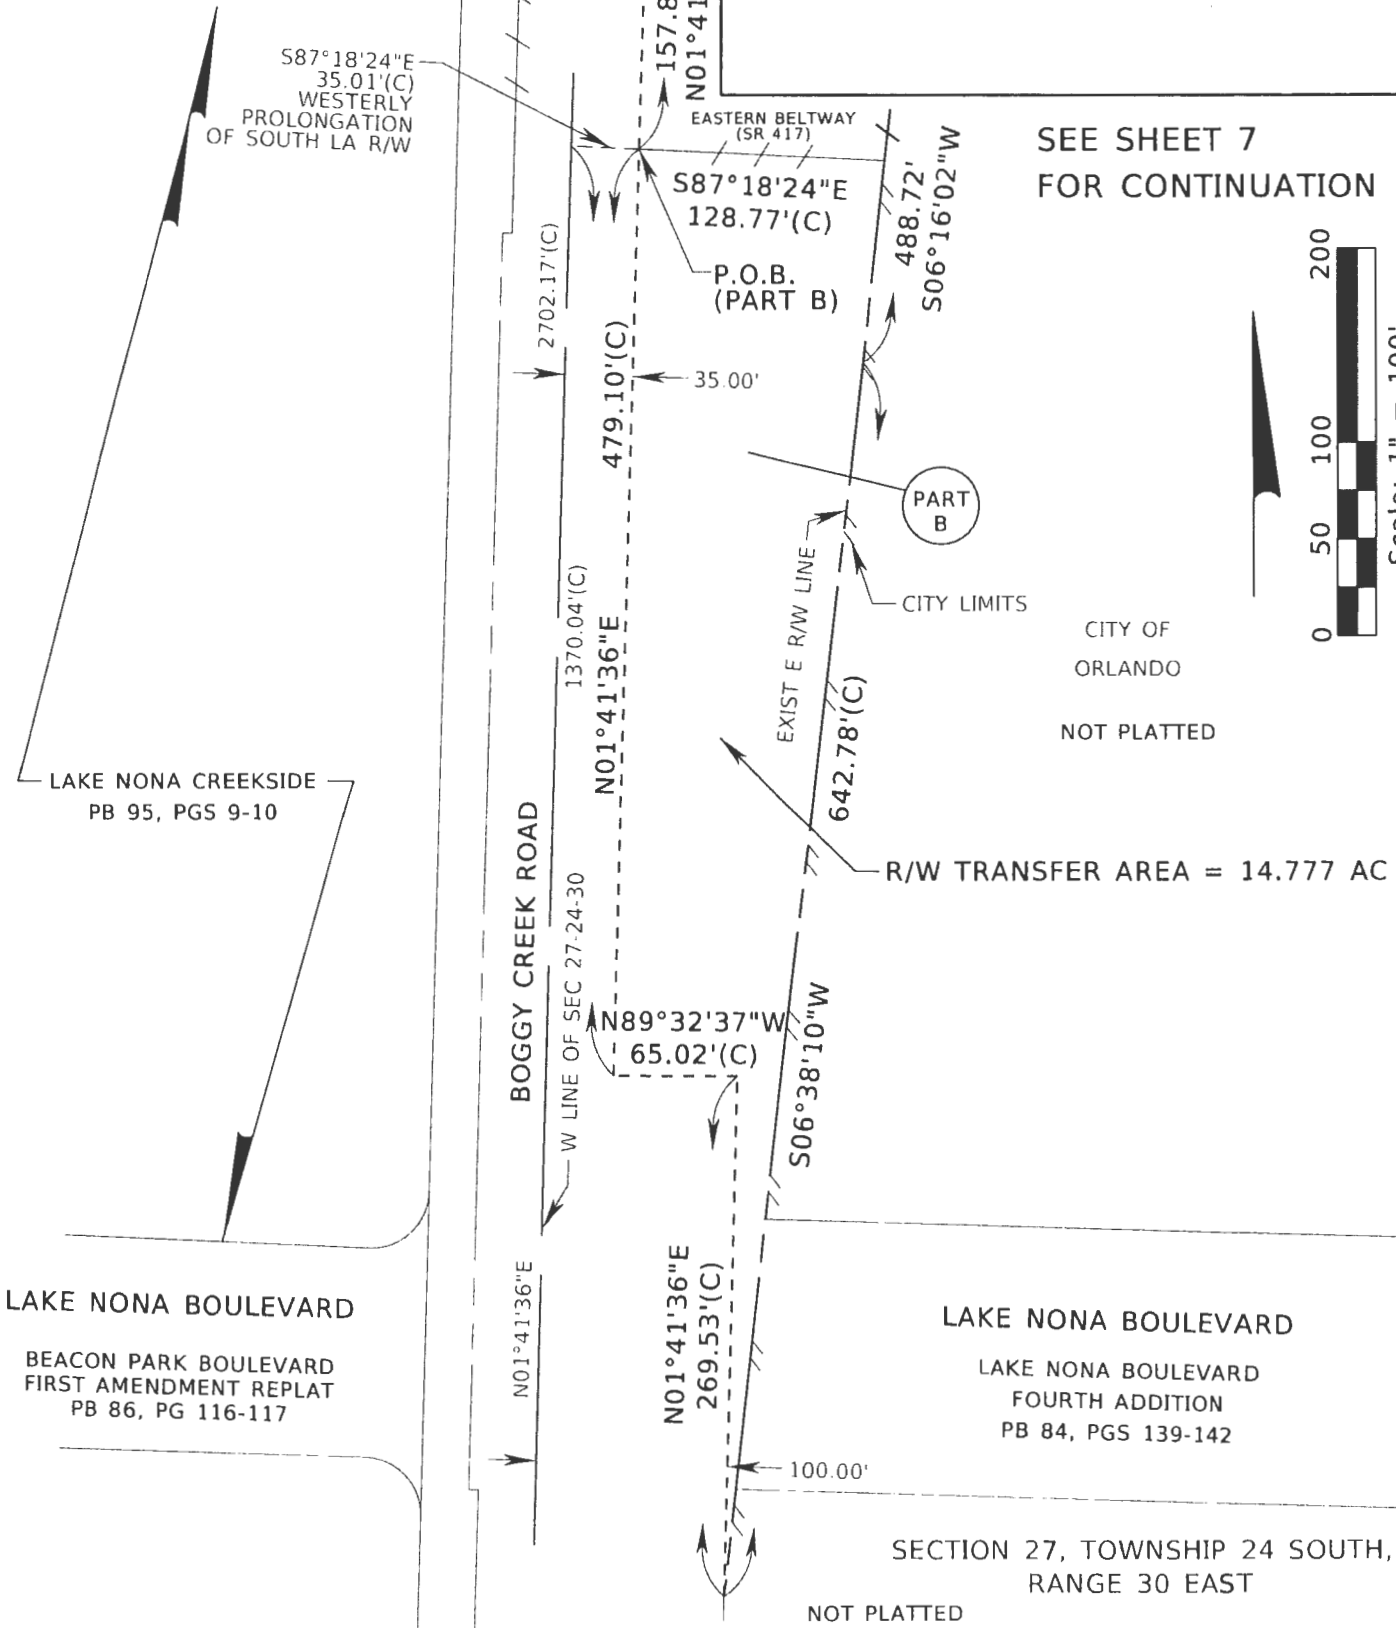 S87°18'24"E
35.01'(C)
WESTERLY
PROLONGATION
OF SOUTH LA R/W
EASTERN BELTWAY
(SR 417)
S87°18'24"E
128.77'(C)
488.72'
S06°16'02"W
SEE SHEET 7
FOR CONTINUATION
P.O.B.
(PART B)
2702.17'(C)
479.10'(C)
35.00'
200
100
50
0
PART
B
EXIST E R/W LINE
CITY LIMITS
CITY OF
ORLANDO
NOT PLATTED
1370.04'(C)
N01°41'36"E
642.78'(C)
LAKE NONA CREEKSIDE
PB 95, PGS 9-10
BOGGY CREEK ROAD
W LINE OF SEC 27-24-30
R/W TRANSFER AREA = 14.777 AC
N89°32'37"W
65.02'(C)
S06°38'10"W
N01°41'36"E
N01°41'36"E
269.53'(C)
LAKE NONA BOULEVARD
BEACON PARK BOULEVARD
FIRST AMENDMENT REPLAT
PB 86, PG 116-117
LAKE NONA BOULEVARD
LAKE NONA BOULEVARD
FOURTH ADDITION
PB 84, PGS 139-142
100.00'
SECTION 27, TOWNSHIP 24 SOUTH,
RANGE 30 EAST
NOT PLATTED